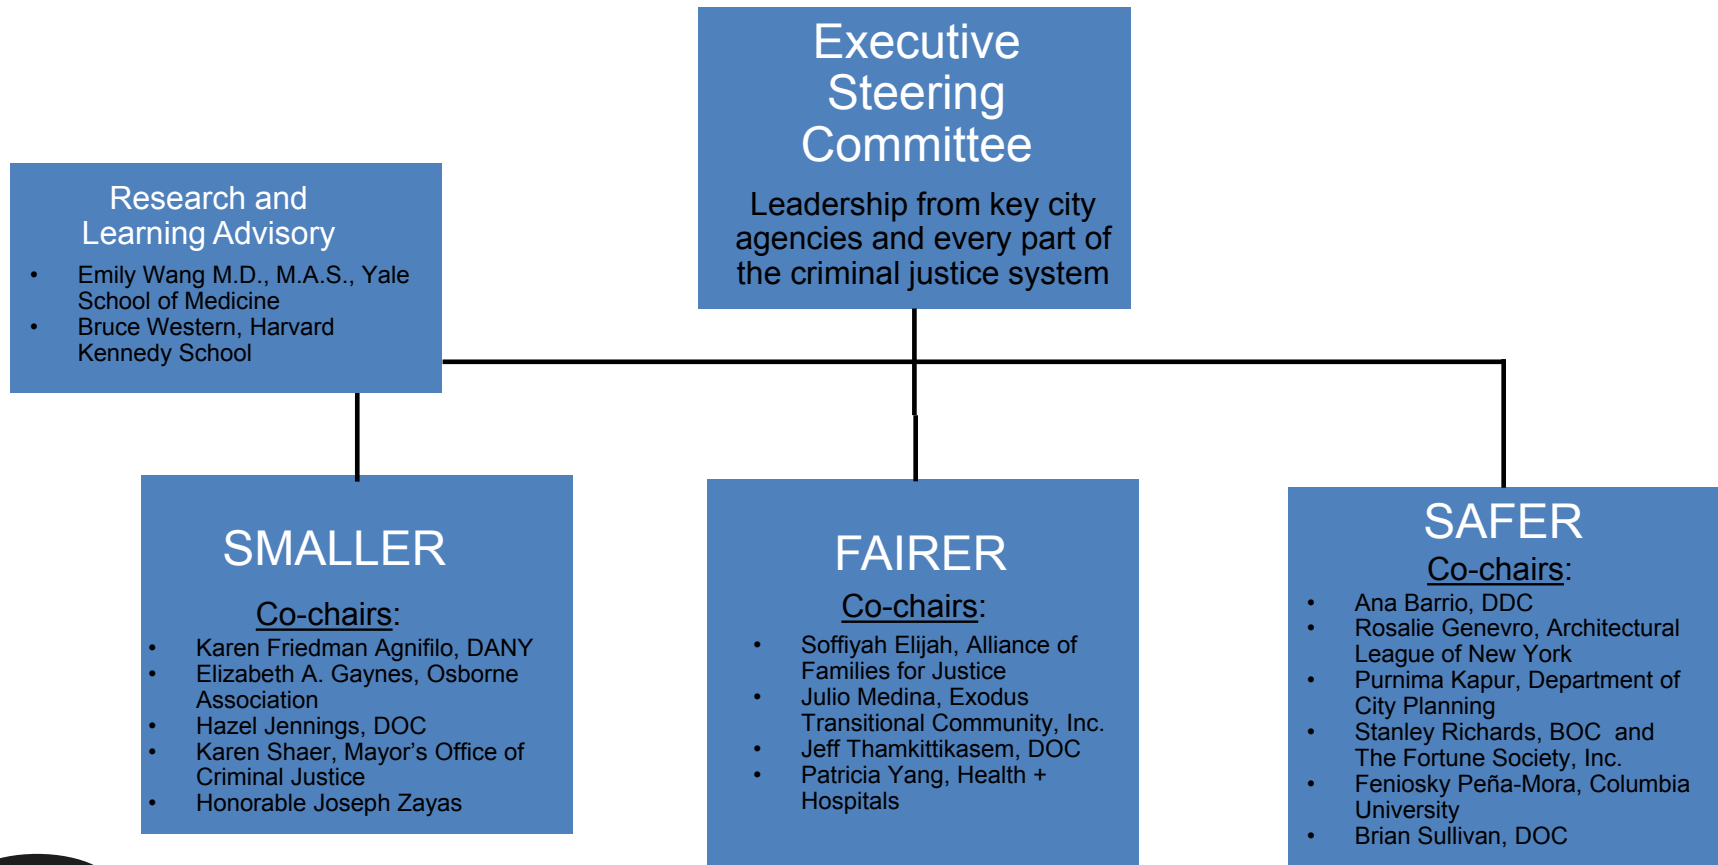 Executive
Steering
Committee
Leadership from key city
agencies and every part of
the criminal justice system
Research and
Learning Advisory
• Emily Wang M.D., M.A.S., Yale
School of Medicine
• Bruce Western, Harvard
Kennedy School
SMALLER
Co-chairs:
• Karen Friedman Agnifilo, DANY
• Elizabeth A. Gaynes, Osborne
Association
• Hazel Jennings, DOC
• Karen Shaer, Mayor’s Office of
Criminal Justice
• Honorable Joseph Zayas
FAIRER
Co-chairs:
• Soffiyah Elijah, Alliance of
Families for Justice
• Julio Medina, Exodus
Transitional Community, Inc.
• Jeff Thamkittikasem, DOC
• Patricia Yang, Health +
Hospitals
SAFER
Co-chairs:
• Ana Barrio, DDC
• Rosalie Genevro, Architectural
League of New York
• Purnima Kapur, Department of
City Planning
• Stanley Richards, BOC and
The Fortune Society, Inc.
• Feniosky Peña-Mora, Columbia
University
• Brian Sullivan, DOC